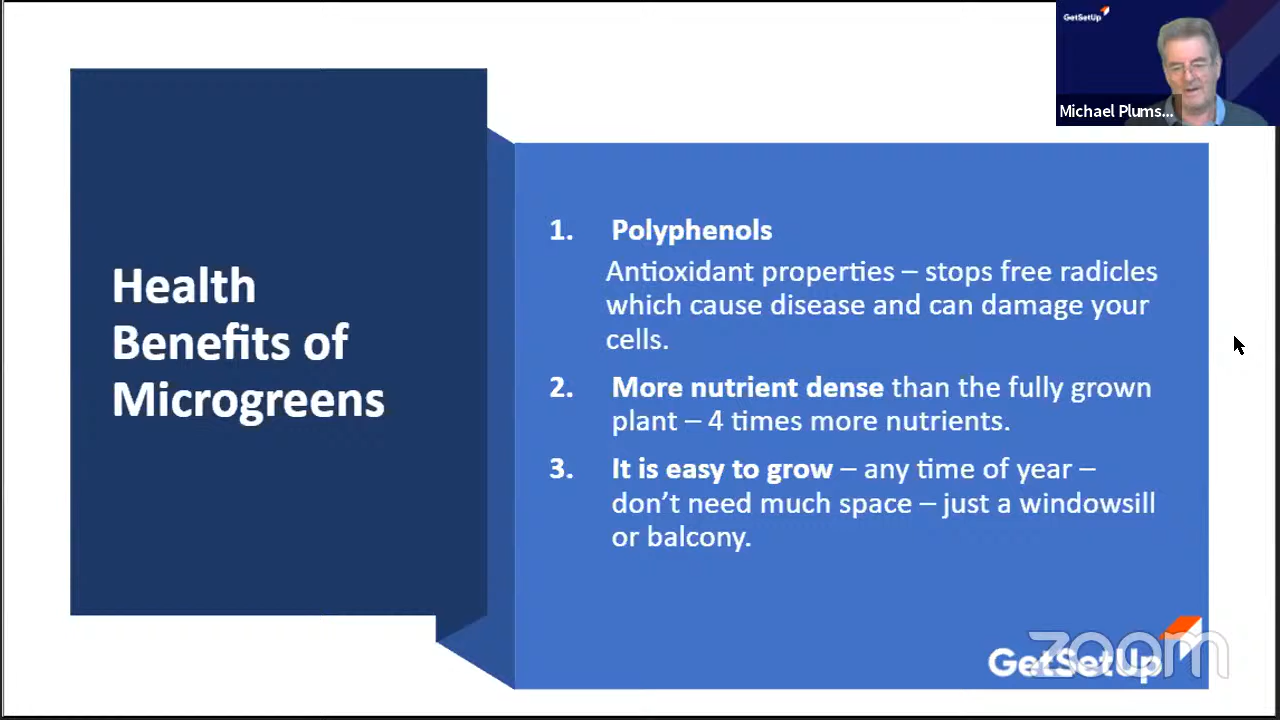 GetSetUp
Michael Plums...
Health
Benefits of
Microgreens
1. Polyphenols
Antioxidant properties – stops free radicles
which cause disease and can damage your
cells.
2. More nutrient dense than the fully grown
plant – 4 times more nutrients.
3. It is easy to grow – any time of year –
don't need much space – just a windowsill
or balcony.
GetSetUp
zoom